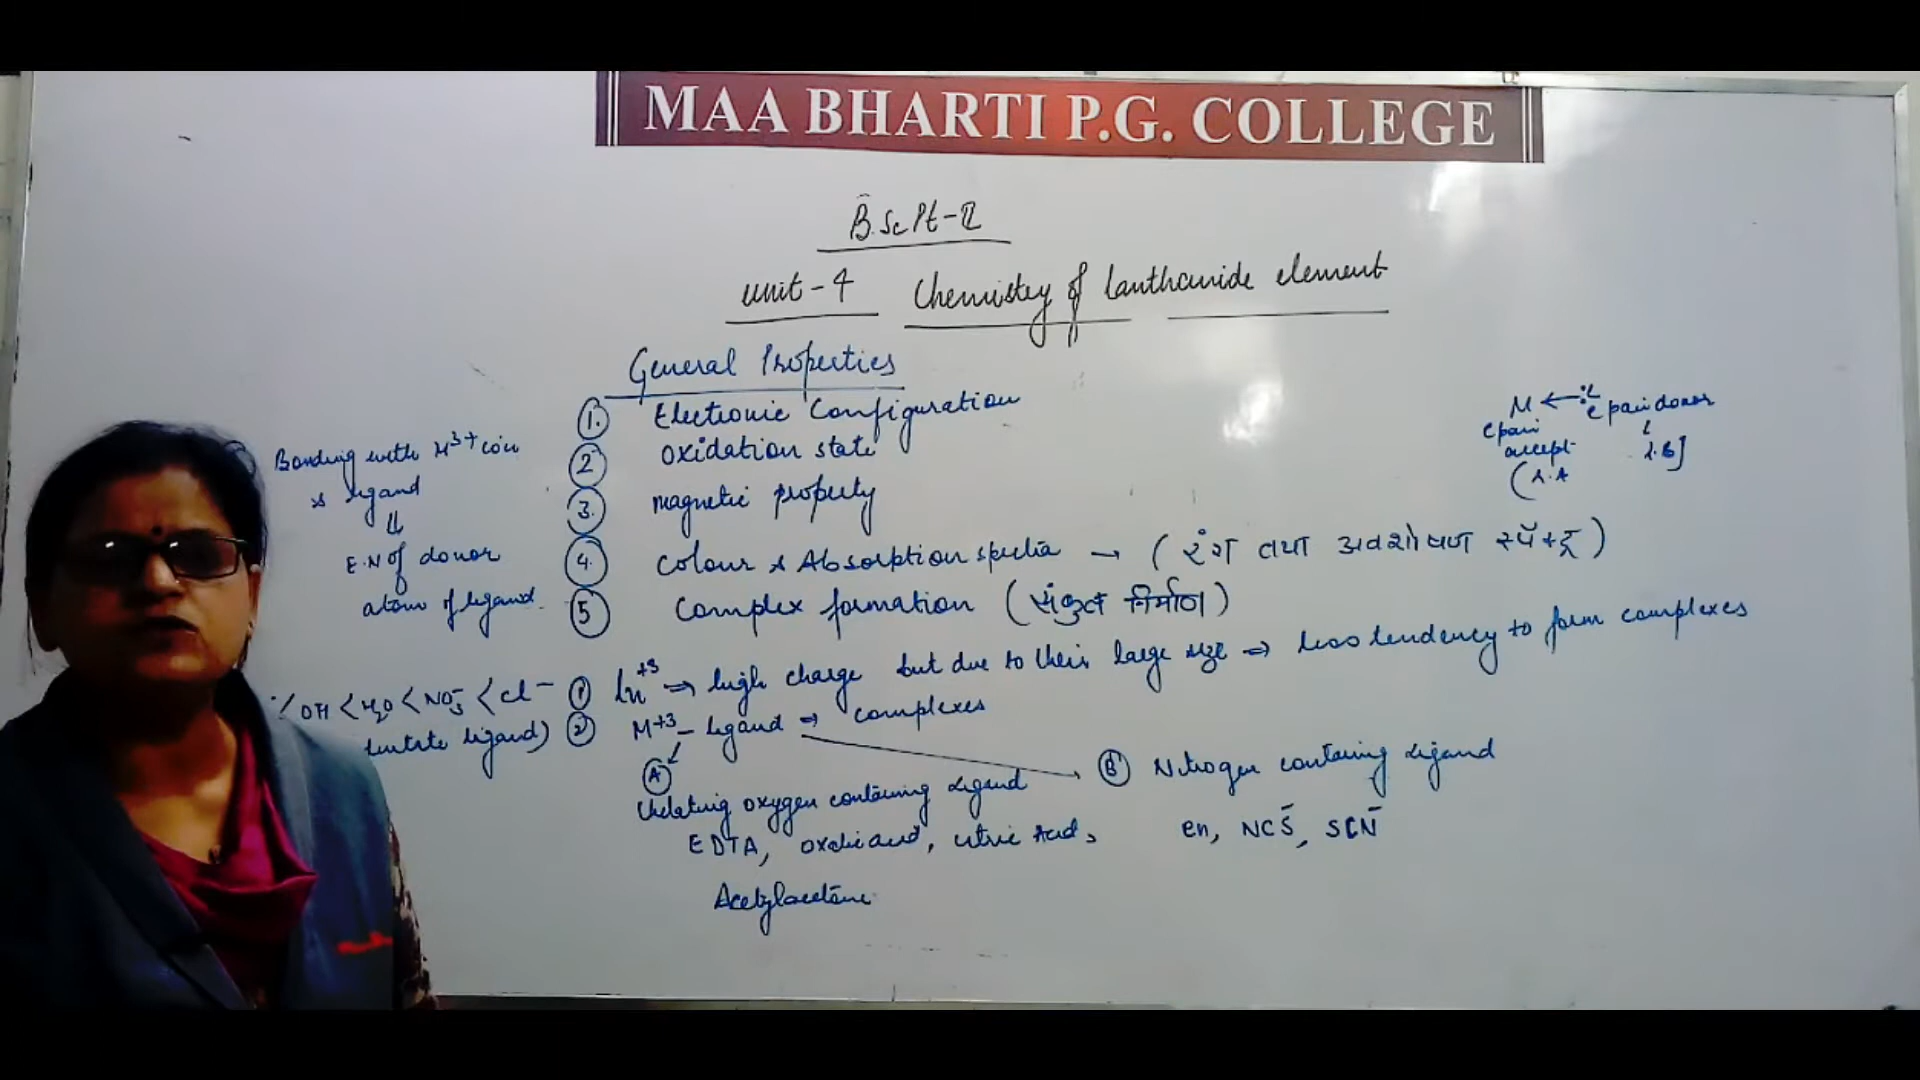 MAA BHARTI P.G. COLLEGE
B.Sc Pt-II
unit-4 Chemistry of lanthanide element
General Properties
1. Electronic Configuration
2 oxidation state
3. magnetic property
4. Colour & Absorption spectra → (रंग तथा अवशोषण स्पेक्ट्र)
5 Complex formation (संकुल निर्माण)
M ← :L e pair donor
e pair accept (L.A
L.B]
Bonding with M3+ ion
& ligand
⇓
E.N of donor
atom of ligand
① Ln+3 ⇒ high charge but due to their large size ⇒ less tendency to form complexes
OH < H2O < NO3- < Cl-
② M+3 - ligand ⇒ complexes
dentate ligand)
A Chelating oxygen containing Ligand
EDTA, oxalic acid, citric Acid,
Acetylacetone
B Nitrogen containing ligand
en, NCS-, SCN-